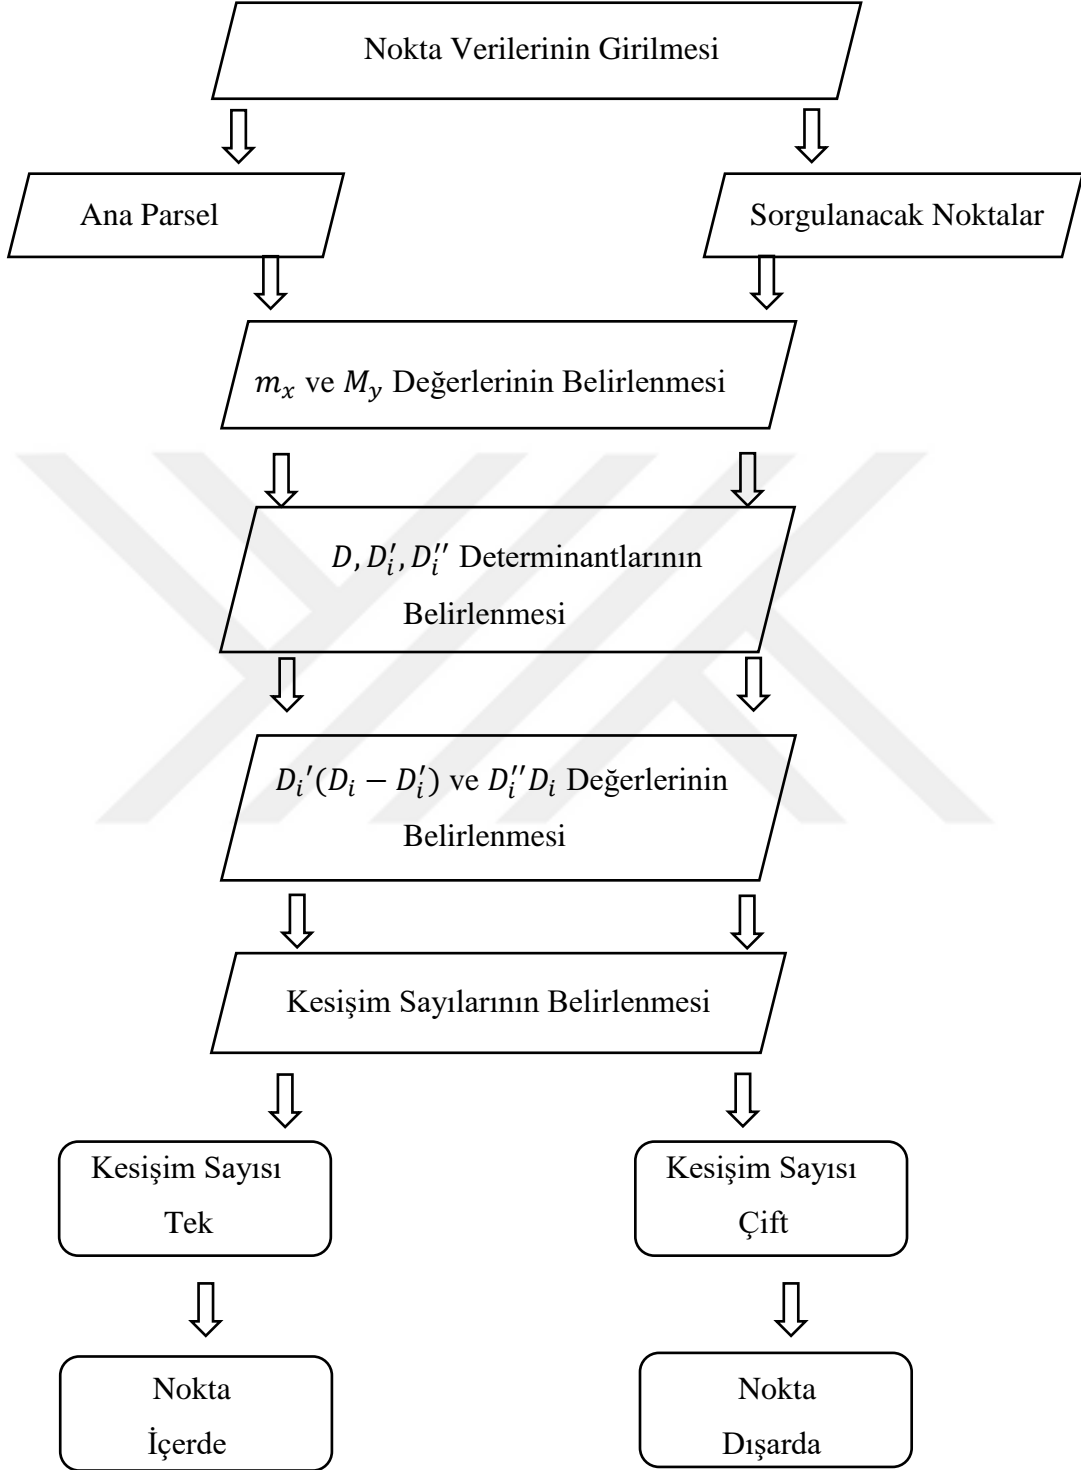 Nokta Verilerinin Girilmesi
Ana Parsel
Sorgulanacak Noktalar
$m_x$ ve $M_y$ Değerlerinin Belirlenmesi
$D, D_i', D_i''$ Determinantlarının
Belirlenmesi
$D_i'(D_i - D_i')$ ve $D_i'' D_i$ Değerlerinin
Belirlenmesi
Kesişim Sayılarının Belirlenmesi
Kesişim Sayısı
Tek
Kesişim Sayısı
Çift
Nokta
İçerde
Nokta
Dışarda